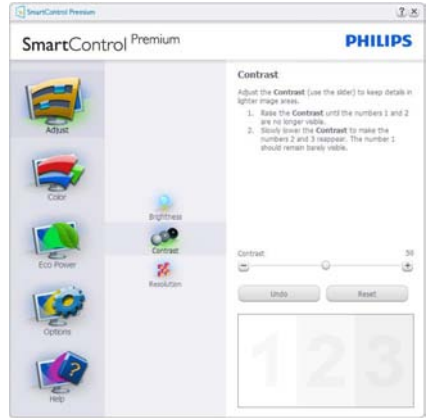 SmartControl Premium
SmartControl Premium
PHILIPS
Adjust
Color
Eco Power
Options
Help
Brightness
Contrast
Resolution
Contrast
Adjust the Contrast (use the slider) to keep details in
lighter image areas.
1. Raise the Contrast until the numbers 1 and 2
are no longer visible.
2. Slowly lower the Contrast to make the
numbers 2 and 3 reappear. The number 1
should remain barely visible.
Contrast 50
Undo Reset
1 2 3